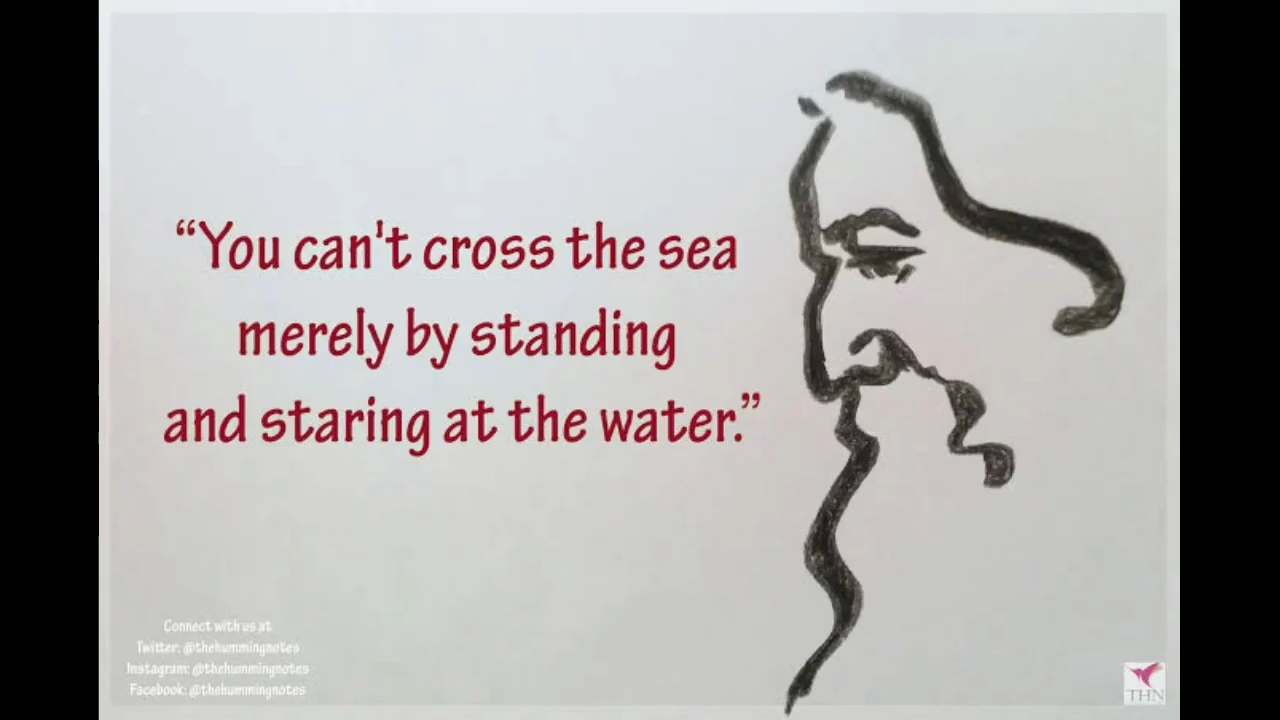 “You can't cross the sea
merely by standing
and staring at the water.”
Connect with us at
Twitter: @thehummingnotes
Instagram: @thehummingnotes
Facebook: @thehummingnotes
THN